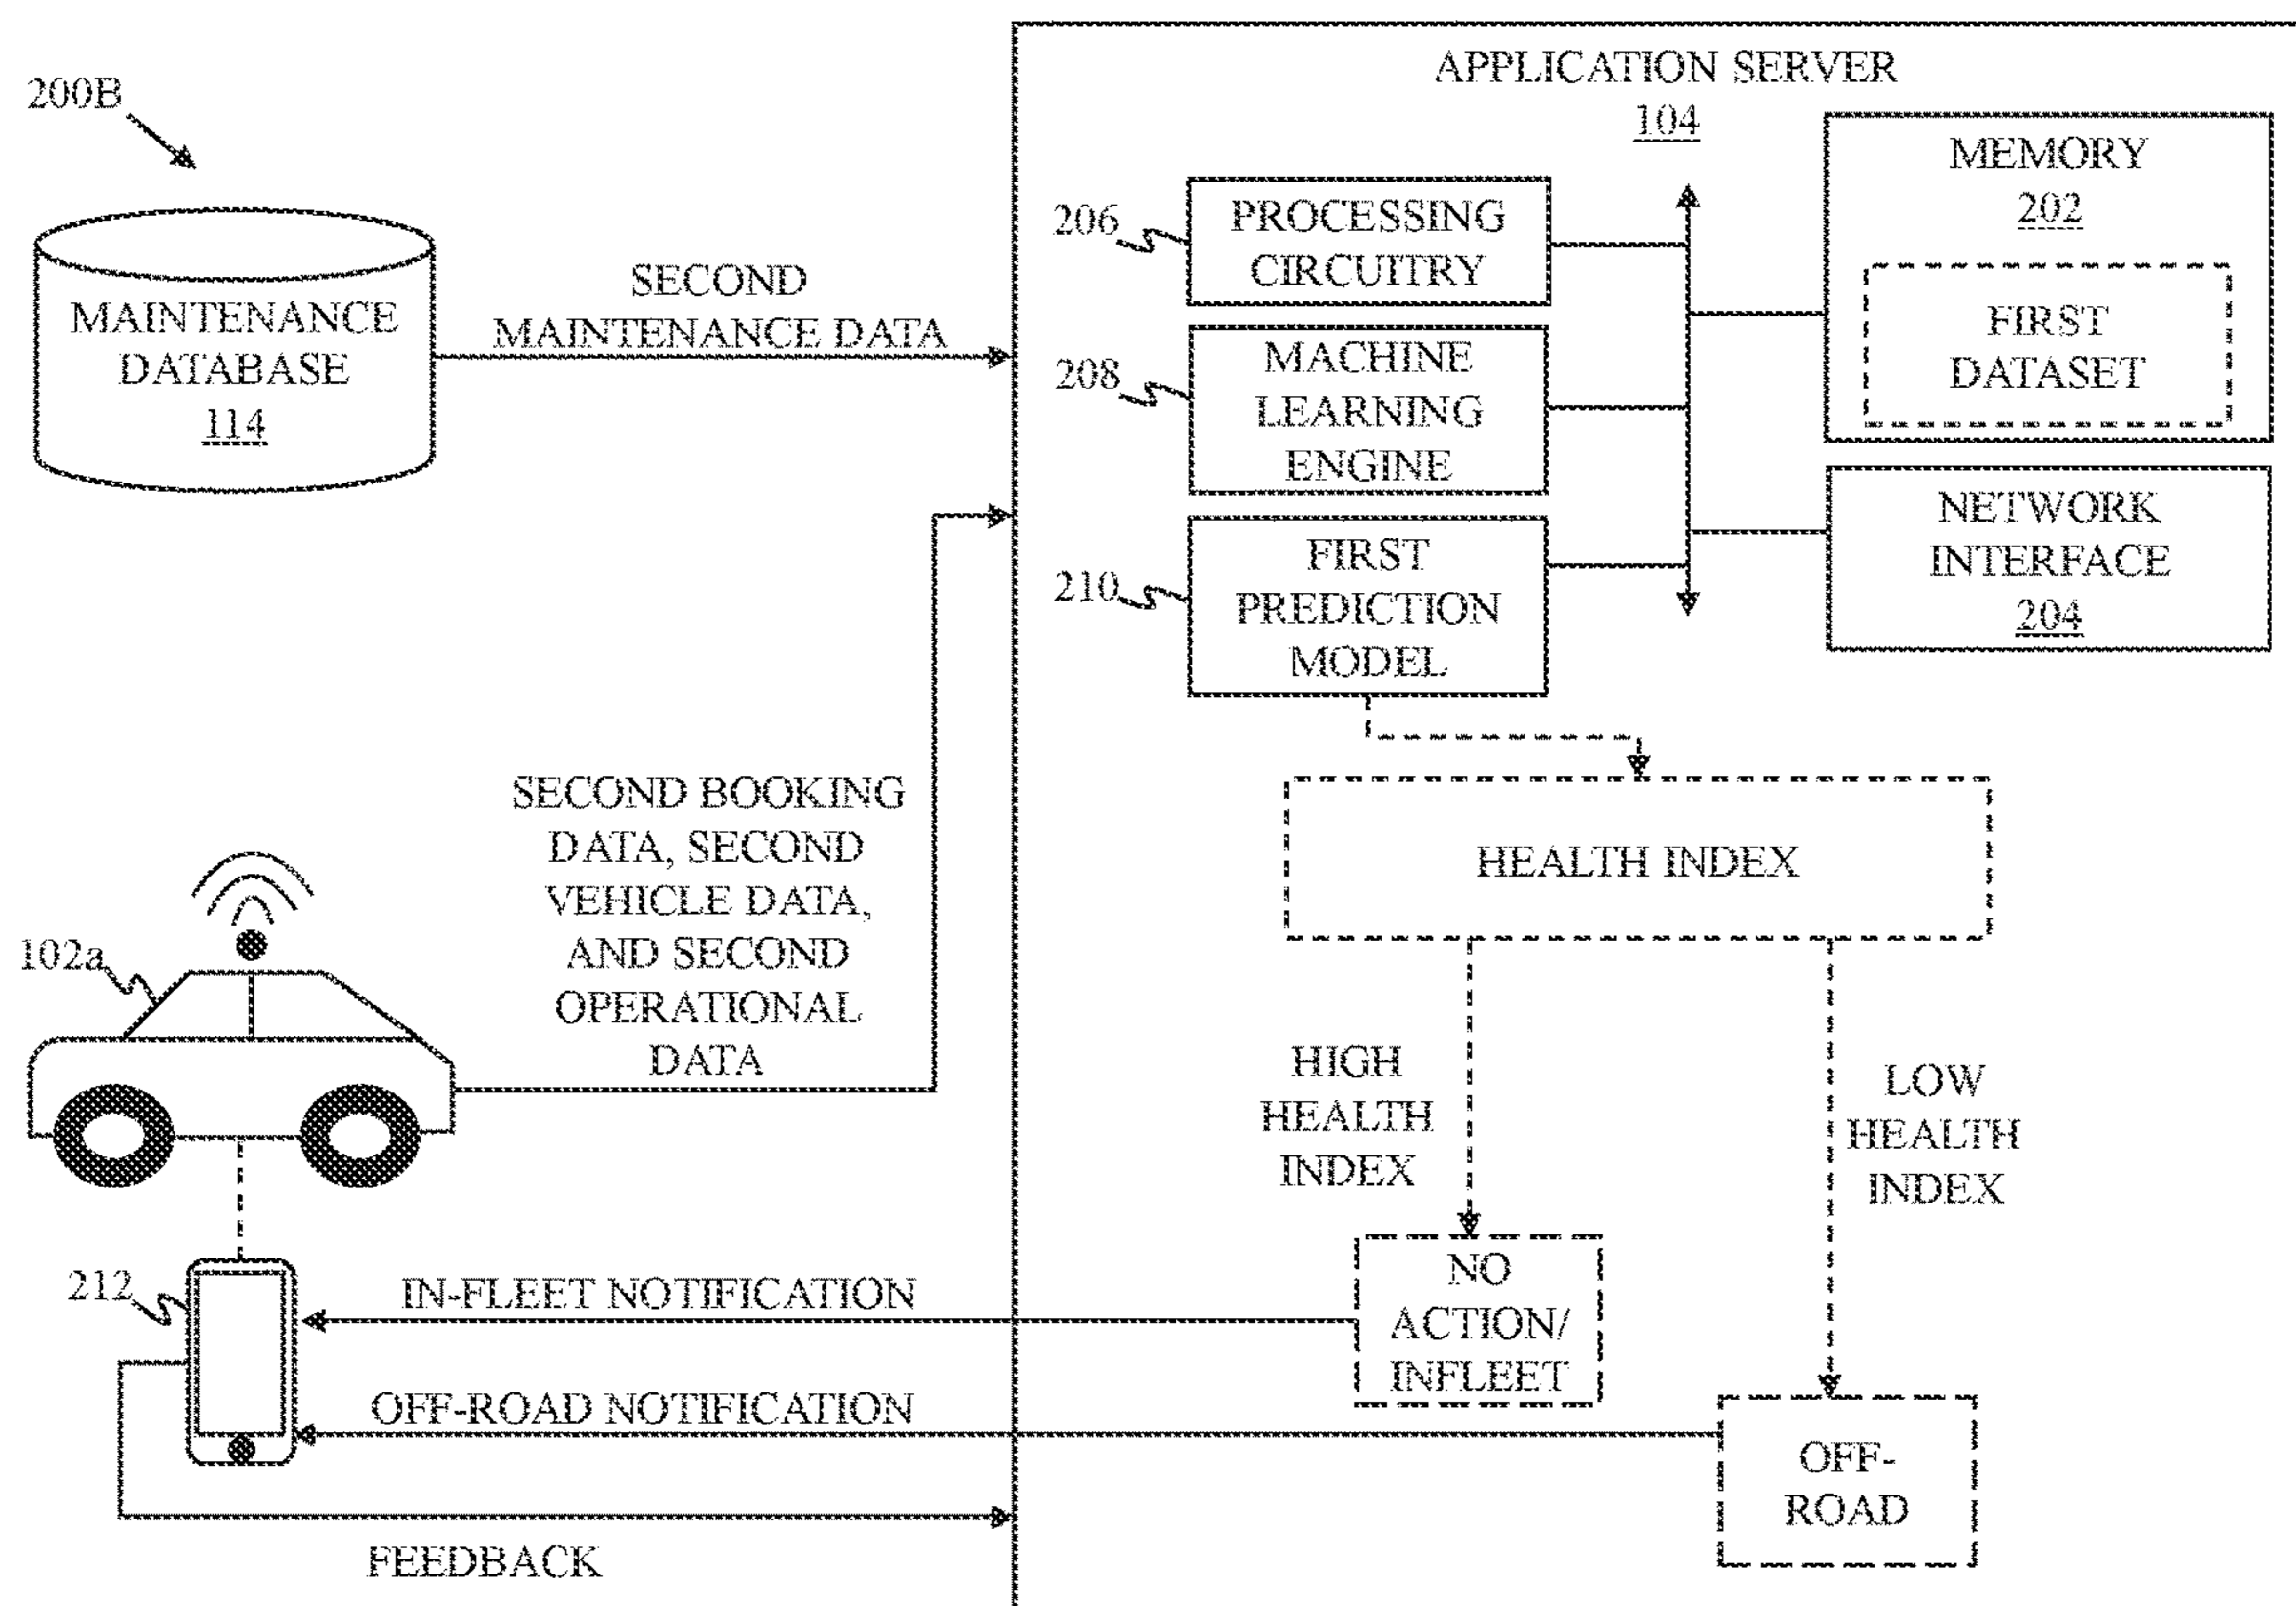 200B
MAINTENANCE
DATABASE
114
SECOND
MAINTENANCE DATA
APPLICATION SERVER
104
206
PROCESSING
CIRCUITRY
208
MACHINE
LEARNING
ENGINE
210
FIRST
PREDICTION
MODEL
MEMORY
202
FIRST
DATASET
NETWORK
INTERFACE
204
SECOND BOOKING
DATA, SECOND
VEHICLE DATA,
AND SECOND
OPERATIONAL
DATA
102a
HEALTH INDEX
HIGH
HEALTH
INDEX
LOW
HEALTH
INDEX
212
IN-FLEET NOTIFICATION
NO
ACTION/
INFLEET
OFF-ROAD NOTIFICATION
OFF-
ROAD
FEEDBACK